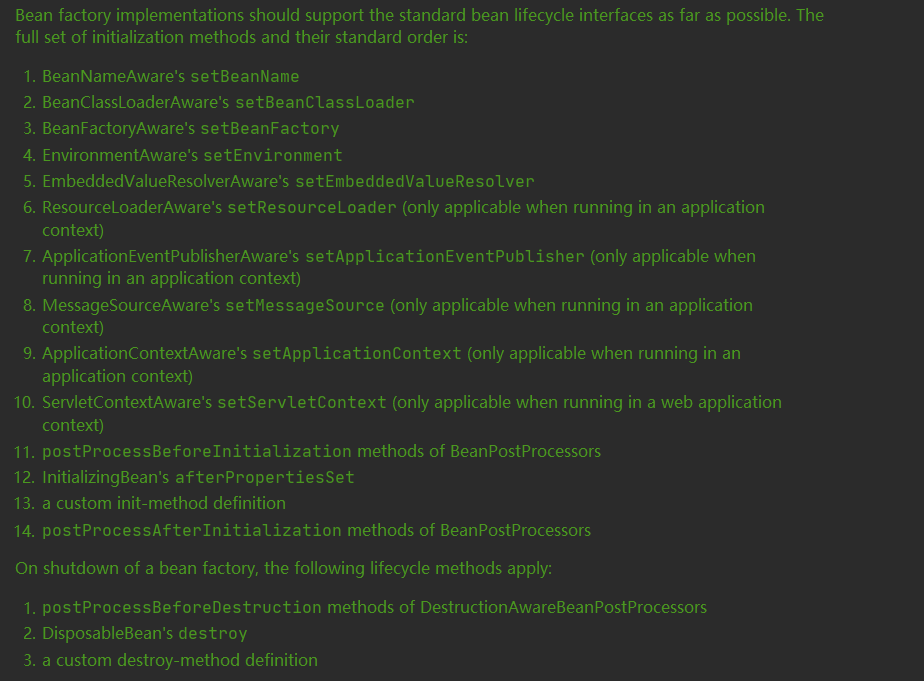 Bean factory implementations should support the standard bean lifecycle interfaces as far as possible. The
full set of initialization methods and their standard order is:
1. BeanNameAware's setBeanName
2. BeanClassLoaderAware's setBeanClassLoader
3. BeanFactoryAware's setBeanFactory
4. EnvironmentAware's setEnvironment
5. EmbeddedValueResolverAware's setEmbeddedValueResolver
6. ResourceLoaderAware's setResourceLoader (only applicable when running in an application
context)
7. ApplicationEventPublisherAware's setApplicationEventPublisher (only applicable when
running in an application context)
8. MessageSourceAware's setMessageSource (only applicable when running in an application
context)
9. ApplicationContextAware's setApplicationContext (only applicable when running in an
application context)
10. ServletContextAware's setServletContext (only applicable when running in a web application
context)
11. postProcessBeforeInitialization methods of BeanPostProcessors
12. InitializingBean's afterPropertiesSet
13. a custom init-method definition
14. postProcessAfterInitialization methods of BeanPostProcessors
On shutdown of a bean factory, the following lifecycle methods apply:
1. postProcessBeforeDestruction methods of DestructionAwareBeanPostProcessors
2. DisposableBean's destroy
3. a custom destroy-method definition